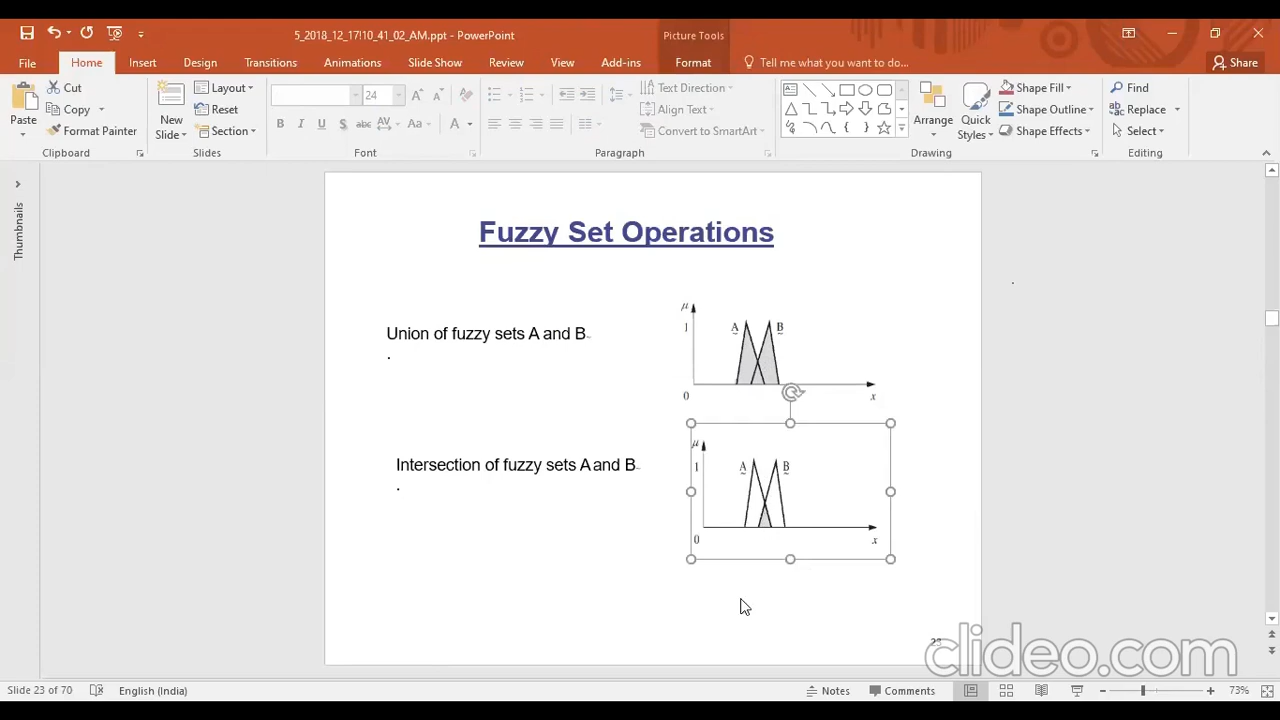 5_2018_12_17!10_41_02_AM.ppt - PowerPoint
Picture Tools
File
Home
Insert
Design
Transitions
Animations
Slide Show
Review
View
Add-ins
Format
Tell me what you want to do...
Share
Paste
Cut
Copy
Format Painter
Clipboard
New Slide
Layout
Reset
Section
Slides
24
B I U S abc AV Aa A
Font
Text Direction
Align Text
Convert to SmartArt
Paragraph
Arrange
Quick Styles
Shape Fill
Shape Outline
Shape Effects
Drawing
Find
Replace
Select
Editing
Thumbnails
Fuzzy Set Operations
Union of fuzzy sets A and B
.
μ
1
A
B
0
x
Intersection of fuzzy sets A and B
.
μ
1
A
B
0
x
23
clideo.com
Slide 23 of 70
English (India)
Notes
Comments
73%